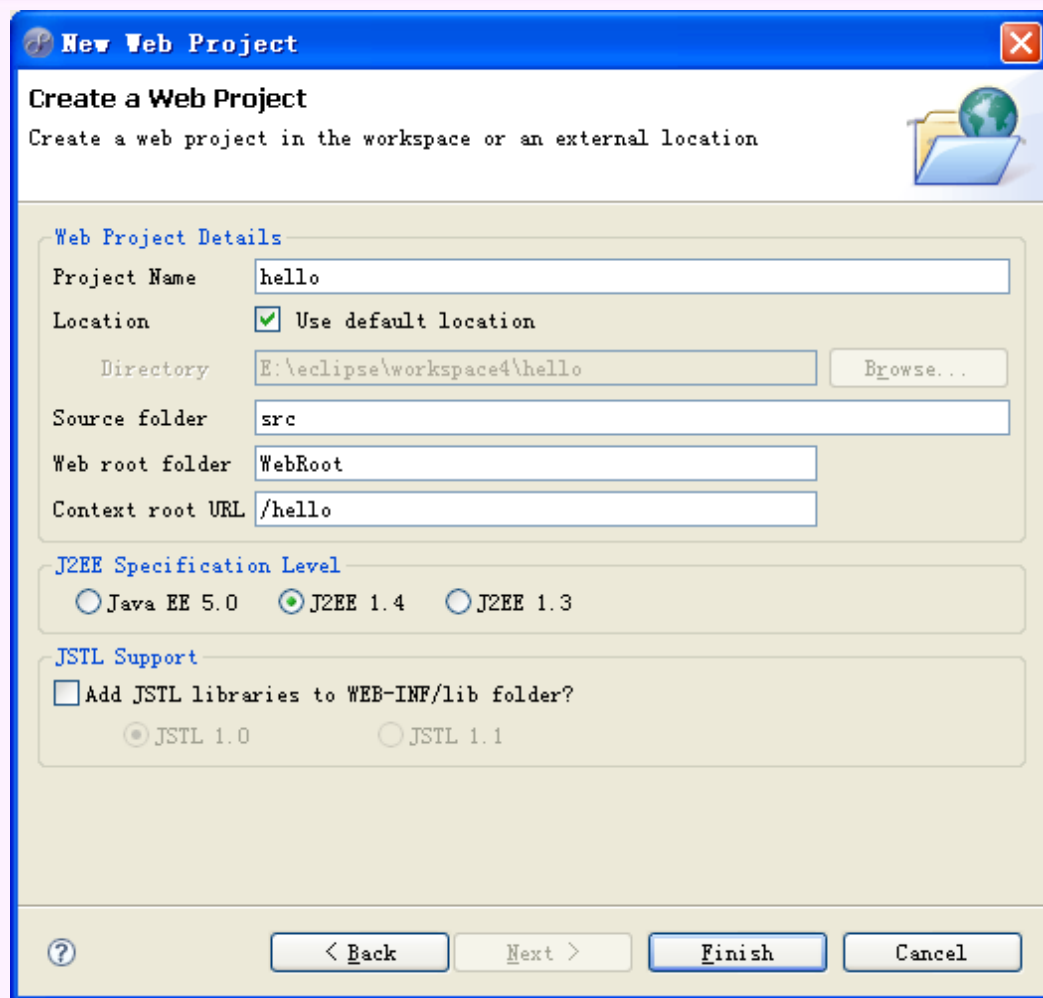 New Web Project
Create a Web Project
Create a web project in the workspace or an external location
Web Project Details
Project Name hello
Location Use default location
Directory E:\eclipse\workspace4\hello Browse...
Source folder src
Web root folder WebRoot
Context root URL /hello
J2EE Specification Level
Java EE 5.0 J2EE 1.4 J2EE 1.3
JSTL Support
Add JSTL libraries to WEB-INF/lib folder?
JSTL 1.0 JSTL 1.1
? < Back Next > Finish Cancel